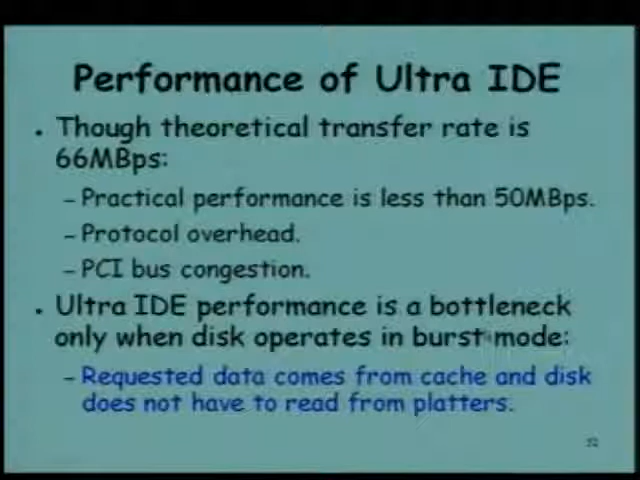 Performance of Ultra IDE
• Though theoretical transfer rate is
66MBps:
– Practical performance is less than 50MBps.
– Protocol overhead.
– PCI bus congestion.
• Ultra IDE performance is a bottleneck
only when disk operates in burst mode:
– Requested data comes from cache and disk
does not have to read from platters.